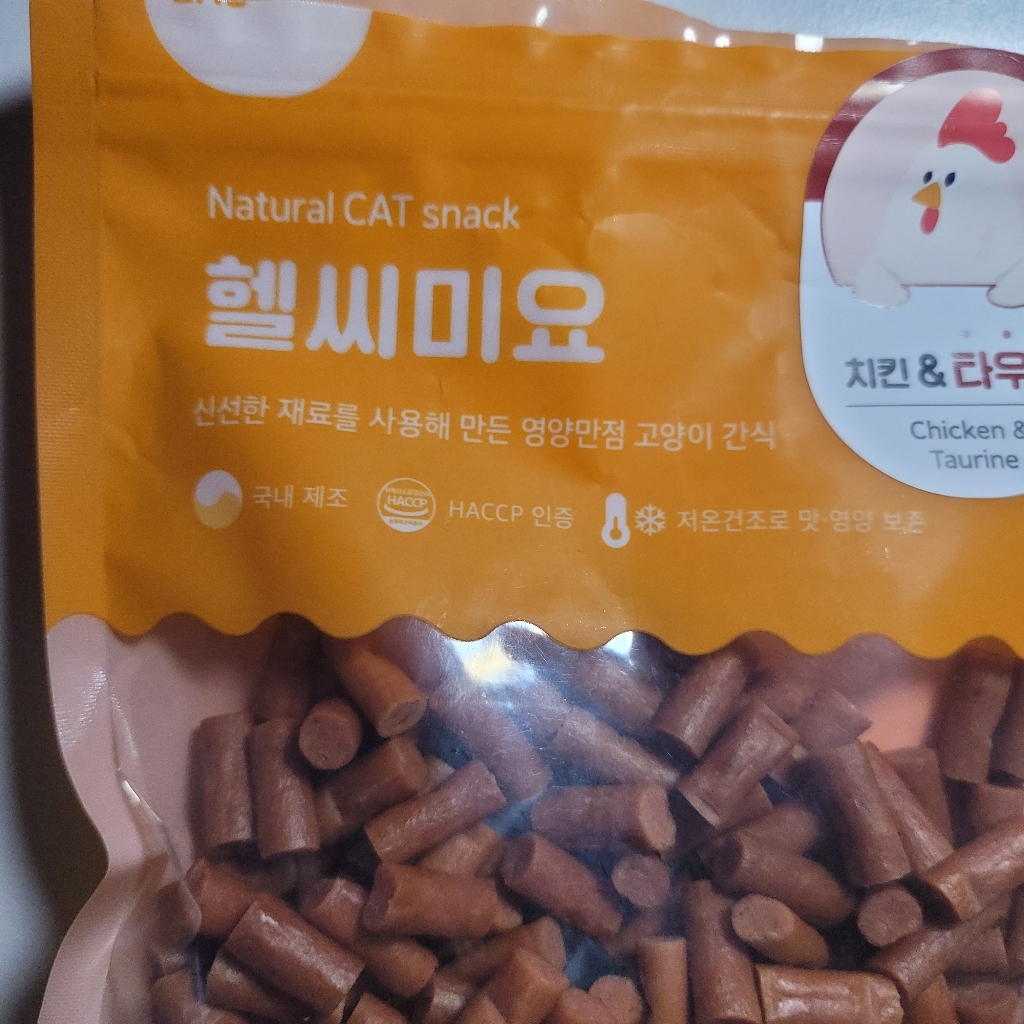 Natural CAT snack
헬씨미요
신선한 재료를 사용해 만든 영양만점 고양이 간식
국내 제조
HACCP
HACCP 인증
저온건조로 맛·영양 보존
치킨 & 타우
Chicken &
Taurine